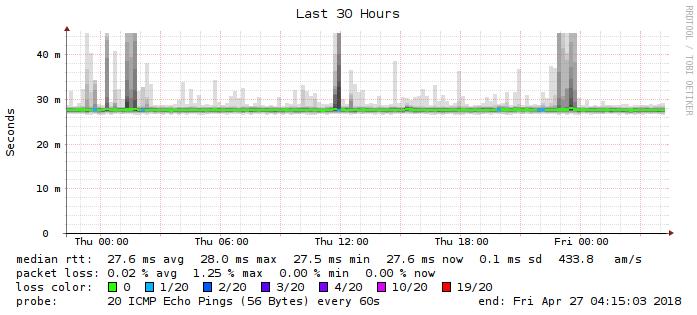 Last 30 Hours
RRDTOOL / TOBI OETIKER
Seconds
40 m
30 m
20 m
10 m
0
Thu 00:00 Thu 06:00 Thu 12:00 Thu 18:00 Fri 00:00
median rtt: 27.6 ms avg 28.0 ms max 27.5 ms min 27.6 ms now 0.1 ms sd 433.8 am/s
packet loss: 0.02 % avg 1.25 % max 0.00 % min 0.00 % now
loss color: 0 1/20 2/20 3/20 4/20 10/20 19/20
probe: 20 ICMP Echo Pings (56 Bytes) every 60s end: Fri Apr 27 04:15:03 2018